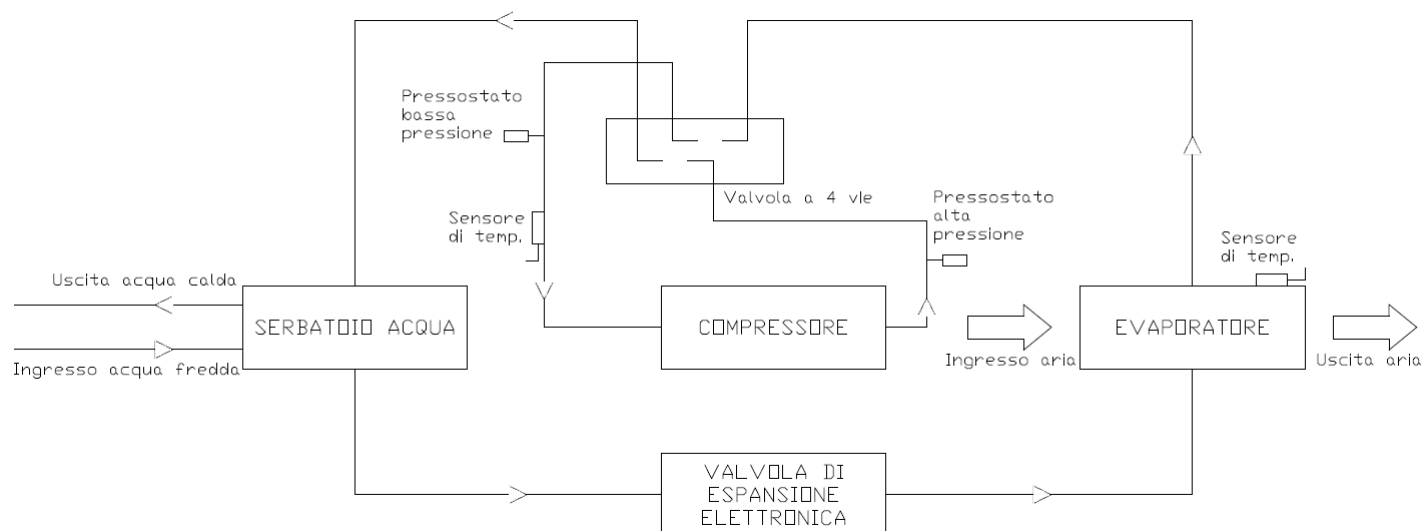 Pressostato
bassa
pressione
Valvola a 4 vie
Pressostato
alta
pressione
Sensore
di temp.
Sensore
di temp.
Uscita acqua calda
SERBATOIO ACQUA
COMPRESSORE
EVAPORATORE
Ingresso acqua fredda
Ingresso aria
Uscita aria
VALVOLA DI
ESPANSIONE
ELETTRONICA